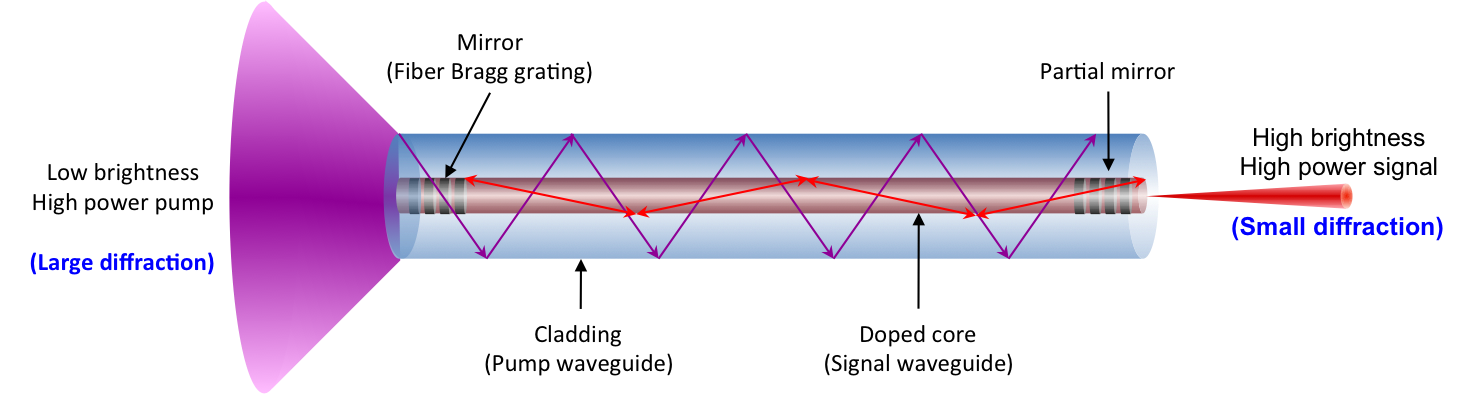 Mirror
(Fiber Bragg grating)
Partial mirror
Low brightness
High power pump
(Large diffraction)
High brightness
High power signal
(Small diffraction)
Cladding
(Pump waveguide)
Doped core
(Signal waveguide)